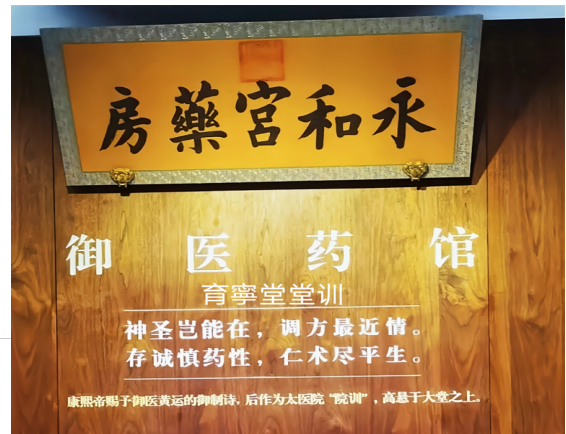 永和宮藥房
御医药馆
育寧堂堂训
神圣岂能在，调方最近情。
存诚慎药性，仁术尽平生。
康熙帝赐予御医黄运的御制诗，后作为太医院“院训”，高悬于大堂之上。